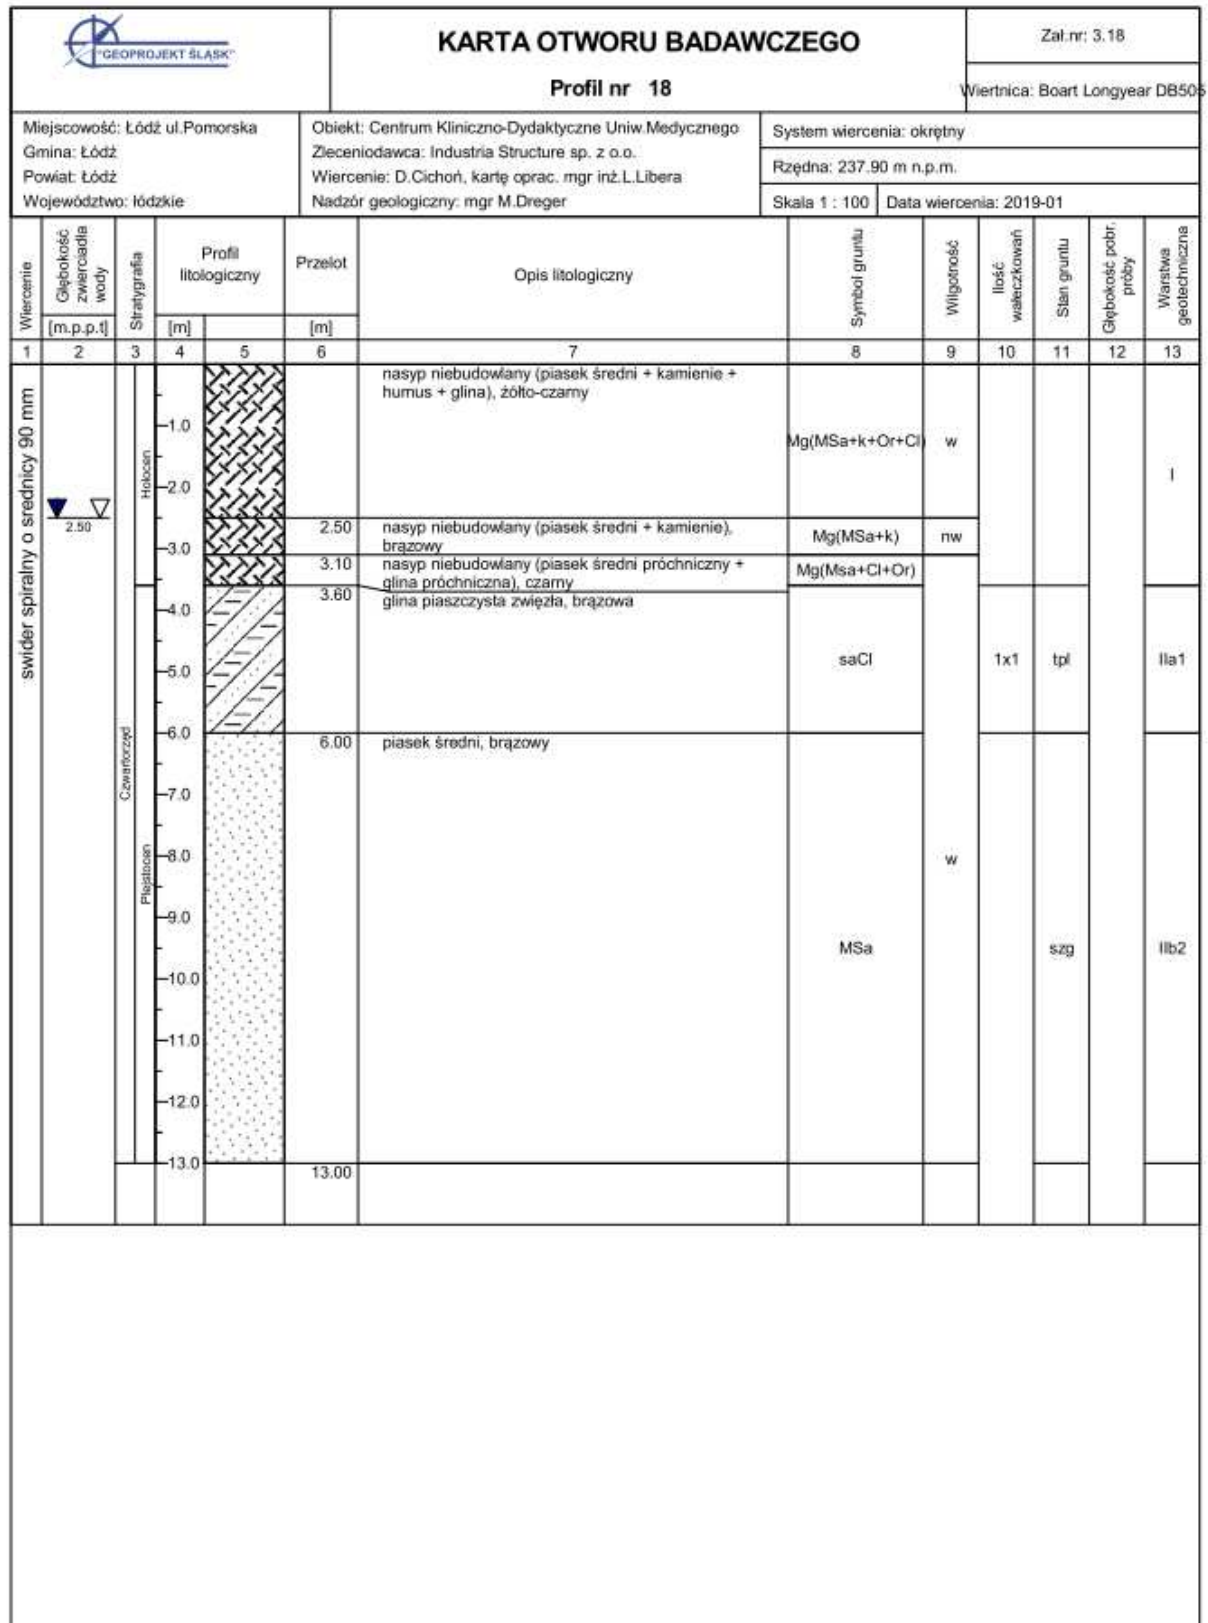 "GEOPROJEKT ŚLĄSK"
KARTA OTWORU BADAWCZEGO
Profil nr 18
Zał.nr: 3.18
Wiertnica: Boart Longyear DB505
Miejscowość: Łódź ul.Pomorska
Gmina: Łódź
Powiat: Łódź
Województwo: łódzkie
Obiekt: Centrum Kliniczno-Dydaktyczne Uniw.Medycznego
Zleceniodawca: Industria Structure sp. z o.o.
Wiercenie: D.Cichoń, kartę oprac. mgr inż.L.Libera
Nadzór geologiczny: mgr M.Dreger
System wiercenia: okrętny
Rzędna: 237.90 m n.p.m.
Skala 1 : 100
Data wiercenia: 2019-01
Wiercenie
Głębokość zwierciadła wody
[m.p.p.t]
Stratygrafia
Profil litologiczny
[m]
Przelot
[m]
Opis litologiczny
Symbol gruntu
Wilgotność
Ilość wałeczkowań
Stan gruntu
Głębokość pobr. próby
Warstwa geotechniczna
1 2 3 4 5 6 7 8 9 10 11 12 13
swider spiralny o srednicy 90 mm
2.50
Czwartorzęd
Holocen
Plejstocen
-1.0
-2.0
-3.0
-4.0
-5.0
-6.0
-7.0
-8.0
-9.0
-10.0
-11.0
-12.0
-13.0
nasyp niebudowlany (piasek średni + kamienie +
humus + glina), żółto-czarny
Mg(MSa+k+Or+Cl) w
I
2.50 nasyp niebudowlany (piasek średni + kamienie),
brązowy
Mg(MSa+k) nw
3.10 nasyp niebudowlany (piasek średni próchniczny +
glina próchniczna), czarny
Mg(Msa+Cl+Or)
3.60 glina piaszczysta zwięzła, brązowa
saCl 1x1 tpl IIa1
6.00 piasek średni, brązowy
w
MSa szg IIb2
13.00